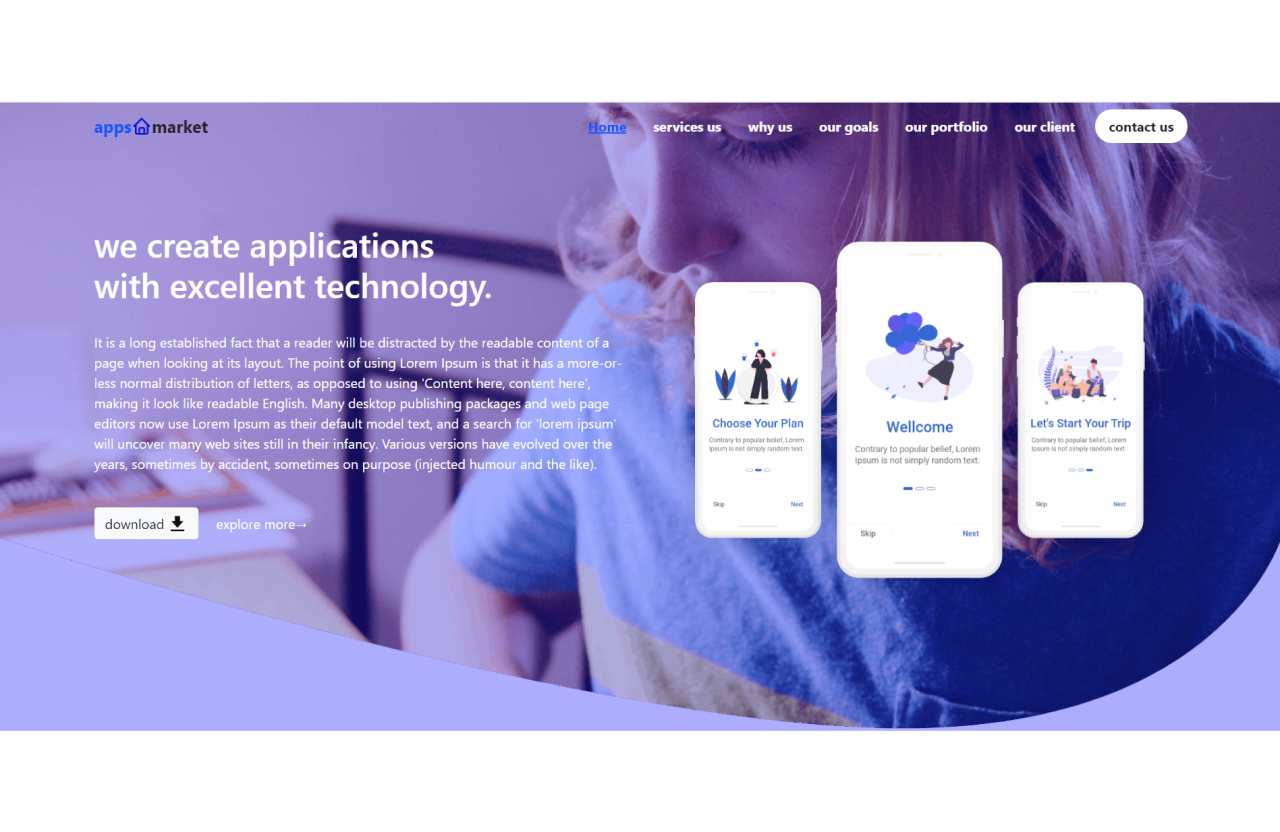 apps market
Home services us why us our goals our portfolio our client contact us
we create applications
with excellent technology.
It is a long established fact that a reader will be distracted by the readable content of a
page when looking at its layout. The point of using Lorem Ipsum is that it has a more-or-
less normal distribution of letters, as opposed to using 'Content here, content here',
making it look like readable English. Many desktop publishing packages and web page
editors now use Lorem Ipsum as their default model text, and a search for 'lorem ipsum'
will uncover many web sites still in their infancy. Various versions have evolved over the
years, sometimes by accident, sometimes on purpose (injected humour and the like).
download
explore more→
Choose Your Plan
Contrary to popular belief, Lorem
Ipsum is not simply random text.
Skip Next
Wellcome
Contrary to popular belief, Lorem
Ipsum is not simply random text.
Skip Next
Let's Start Your Trip
Contrary to popular belief, Lorem
Ipsum is not simply random text.
Skip Next